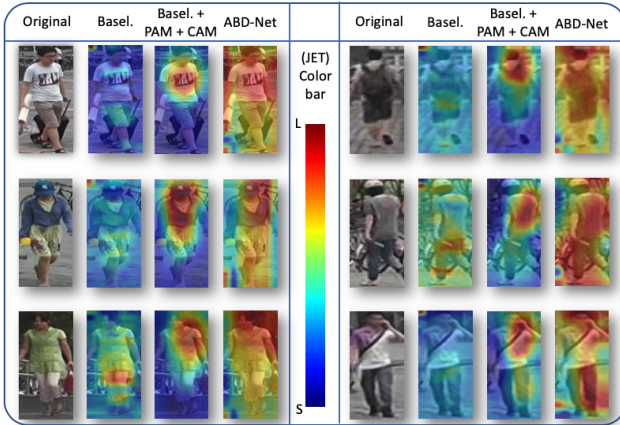 Original
Basel.
Basel. +
PAM + CAM
ABD-Net
(JET)
Color
bar
L
S
Original
Basel.
Basel. +
PAM + CAM
ABD-Net